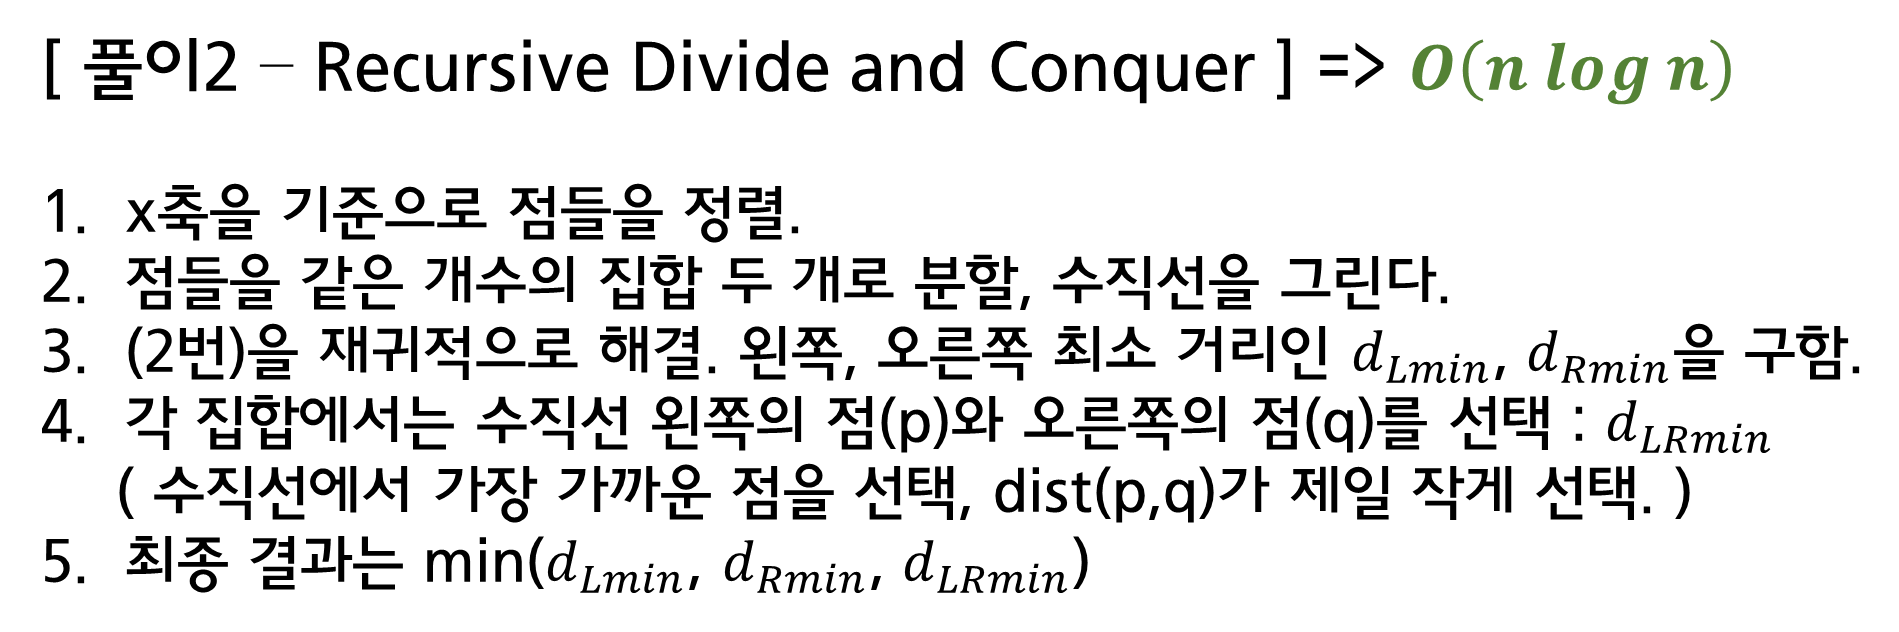 [ 풀이2 – Recursive Divide and Conquer ] => O(n log n)
1. x축을 기준으로 점들을 정렬.
2. 점들을 같은 개수의 집합 두 개로 분할, 수직선을 그린다.
3. (2번)을 재귀적으로 해결. 왼쪽, 오른쪽 최소 거리인 d_Lmin, d_Rmin을 구함.
4. 각 집합에서는 수직선 왼쪽의 점(p)와 오른쪽의 점(q)를 선택 : d_LRmin
( 수직선에서 가장 가까운 점을 선택, dist(p,q)가 제일 작게 선택. )
5. 최종 결과는 min(d_Lmin, d_Rmin, d_LRmin)